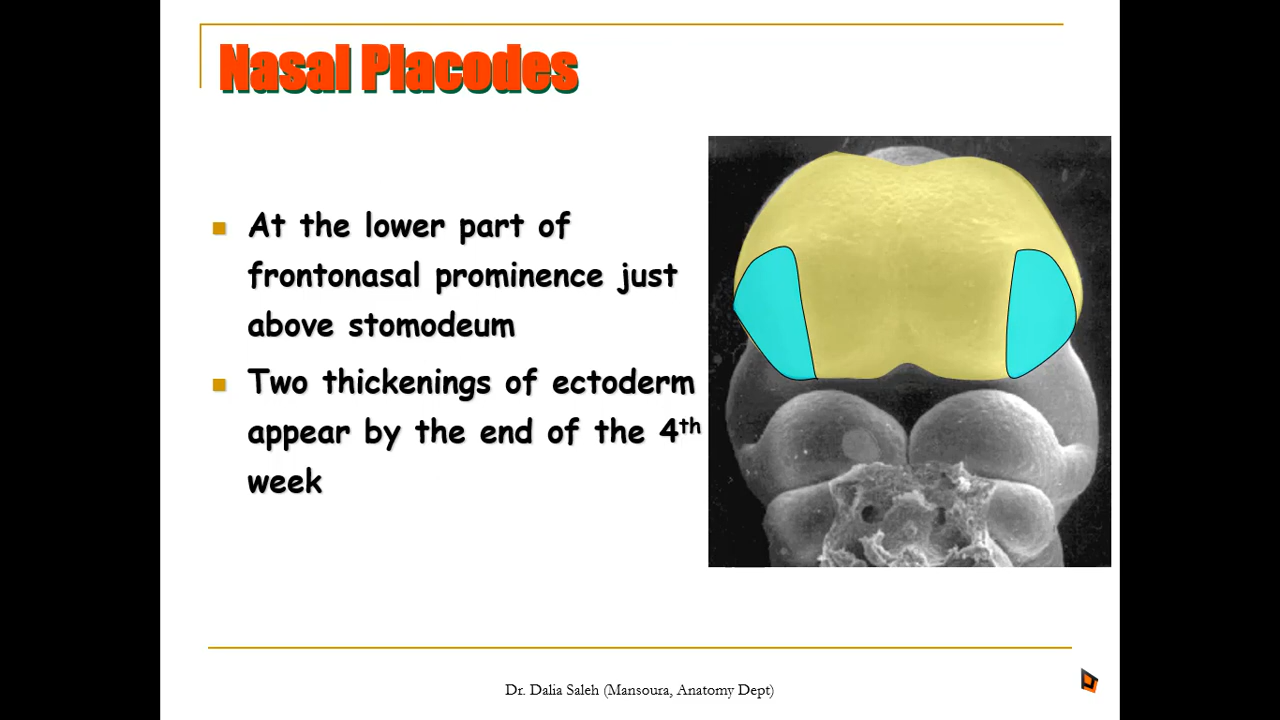 Nasal Placodes
At the lower part of
frontonasal prominence just
above stomodeum
Two thickenings of ectoderm
appear by the end of the 4th
week
Dr. Dalia Saleh (Mansoura, Anatomy Dept)